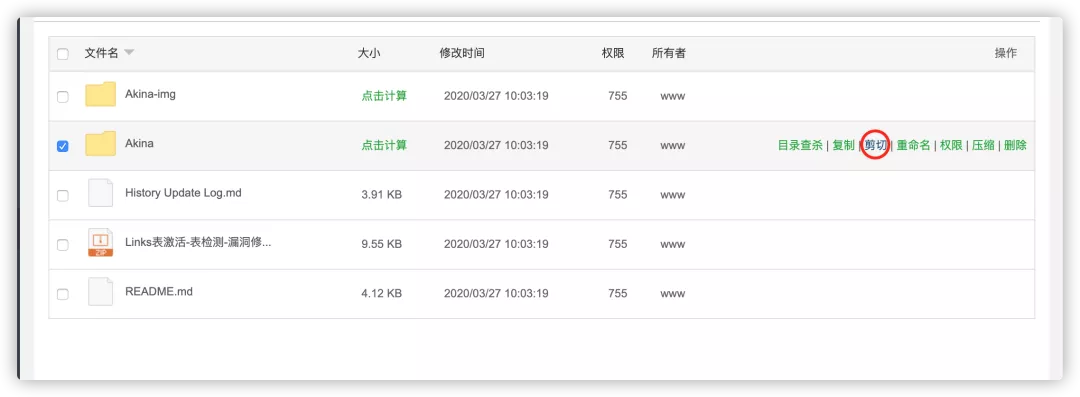 文件名 大小 修改时间 权限 所有者 操作
Akina-img 点击计算 2020/03/27 10:03:19 755 www
Akina 点击计算 2020/03/27 10:03:19 755 www 目录查杀 | 复制 | 剪切 | 重命名 | 权限 | 压缩 | 删除
History Update Log.md 3.91 KB 2020/03/27 10:03:19 755 www
Links表激活-表检测-漏洞修... 9.55 KB 2020/03/27 10:03:19 755 www
ZIP
README.md 4.12 KB 2020/03/27 10:03:19 755 www